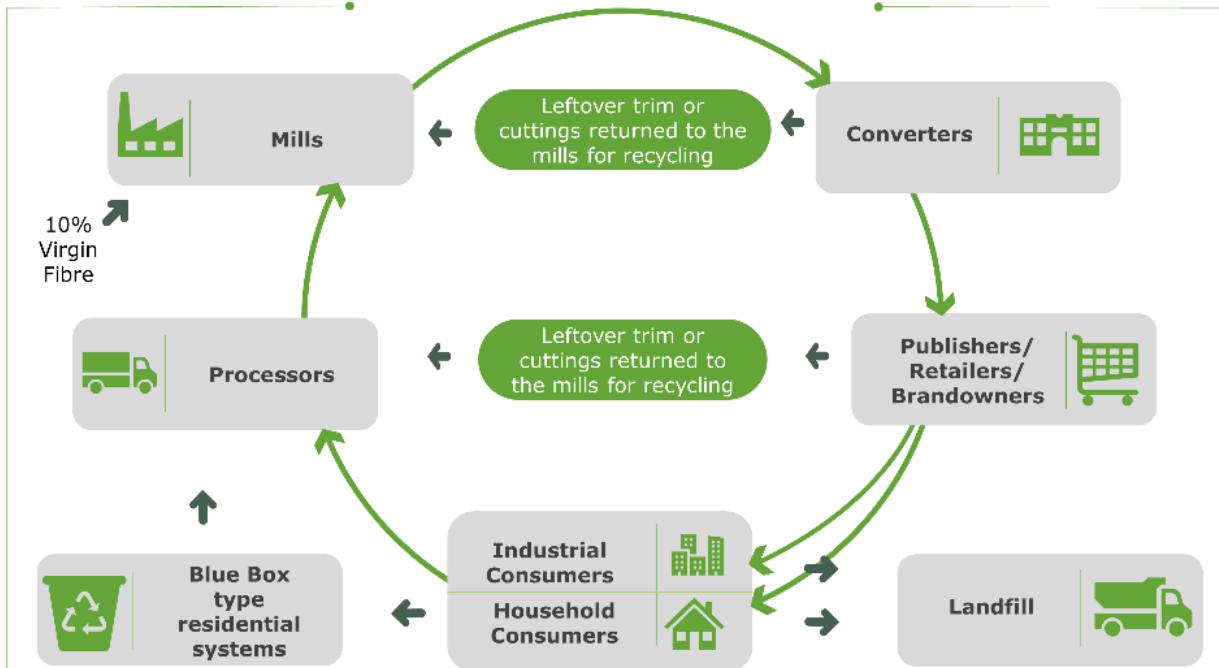 Mills
Leftover trim or
cuttings returned to the
mills for recycling
Converters
10%
Virgin
Fibre
Processors
Leftover trim or
cuttings returned to
the mills for recycling
Publishers/
Retailers/
Brandowners
Blue Box
type
residential
systems
Industrial
Consumers
Household
Consumers
Landfill